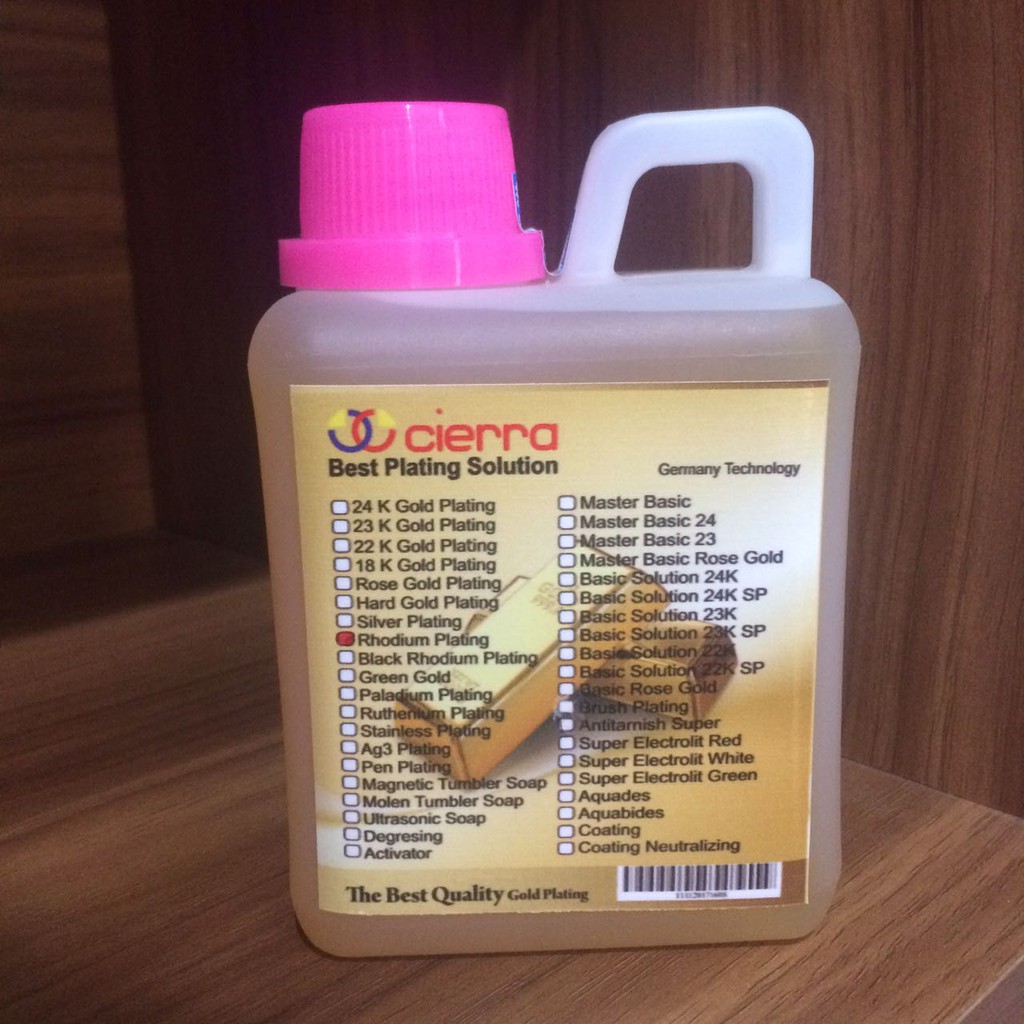 cierra
Best Plating Solution
Germany Technology
24 K Gold Plating
23 K Gold Plating
22 K Gold Plating
18 K Gold Plating
Rose Gold Plating
Hard Gold Plating
Silver Plating
Rhodium Plating
Black Rhodium Plating
Green Gold
Paladium Plating
Ruthenium Plating
Stainless Plating
Ag3 Plating
Pen Plating
Magnetic Tumbler Soap
Molen Tumbler Soap
Ultrasonic Soap
Degresing
Activator
Master Basic
Master Basic 24
Master Basic 23
Master Basic Rose Gold
Basic Solution 24K
Basic Solution 24K SP
Basic Solution 23K
Basic Solution 23K SP
Basic Solution 22K
Basic Solution 22K SP
Basic Rose Gold
Brush Plating
Antitarnish Super
Super Electrolit Red
Super Electrolit White
Super Electrolit Green
Aquades
Aquabides
Coating
Coating Neutralizing
The Best Quality Gold Plating